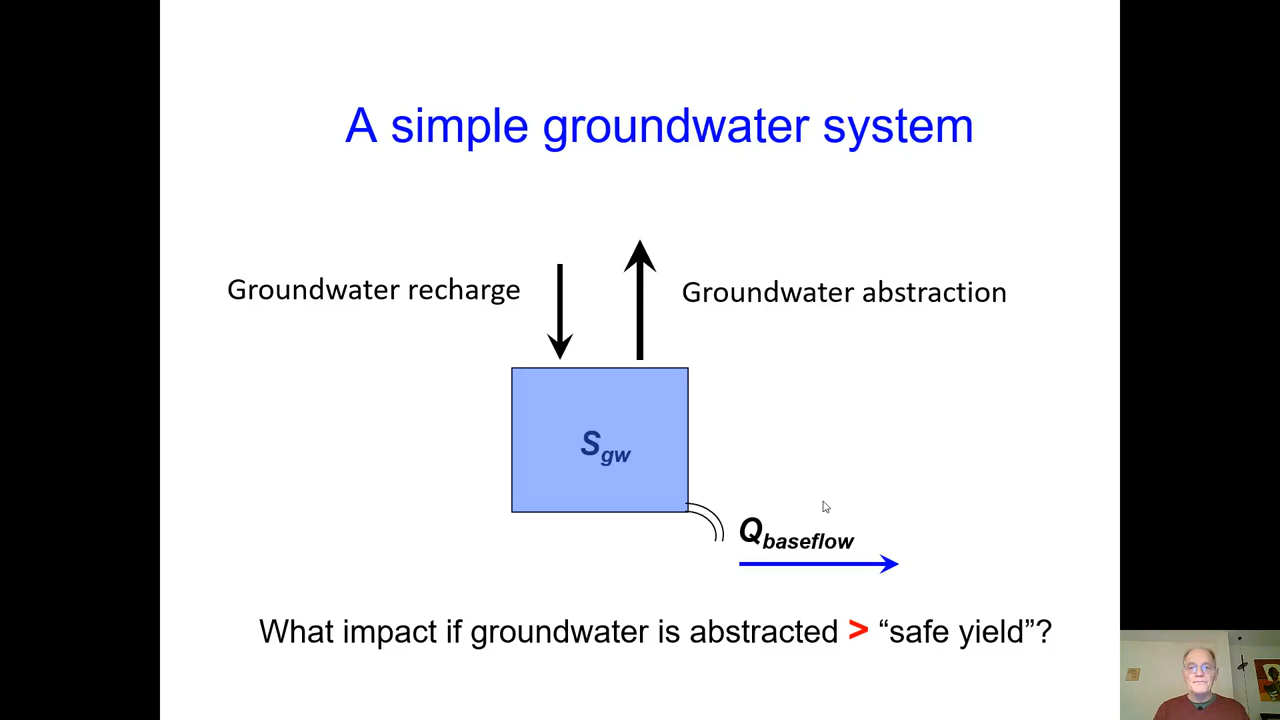 A simple groundwater system
Groundwater recharge
Groundwater abstraction
Sgw
Qbaseflow
What impact if groundwater is abstracted > “safe yield”?